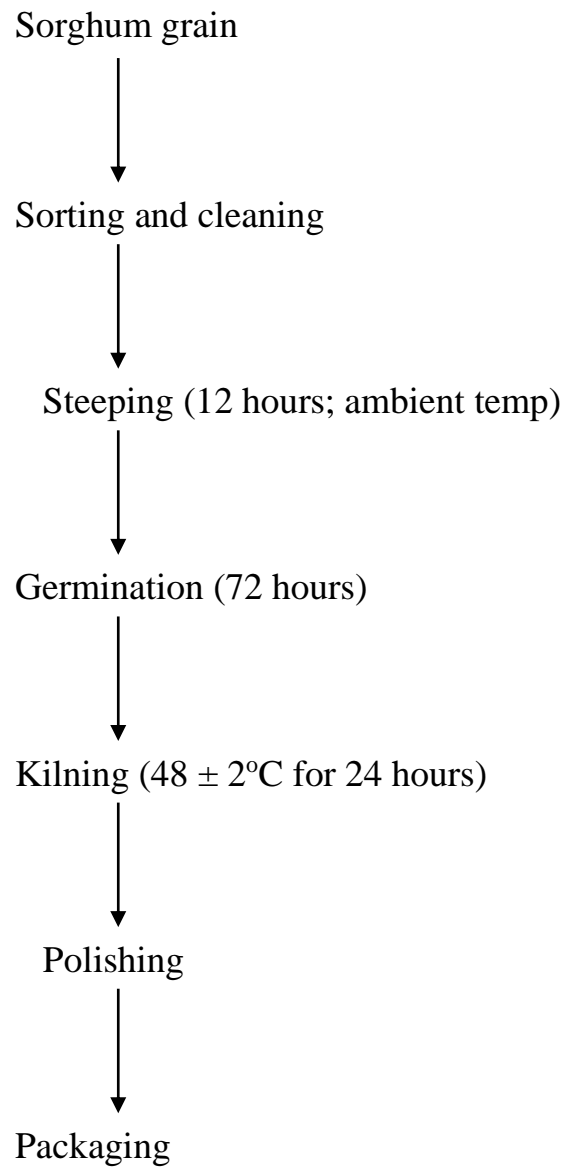 Sorghum grain
Sorting and cleaning
Steeping (12 hours; ambient temp)
Germination (72 hours)
Kilning (48 ± 2ºC for 24 hours)
Polishing
Packaging